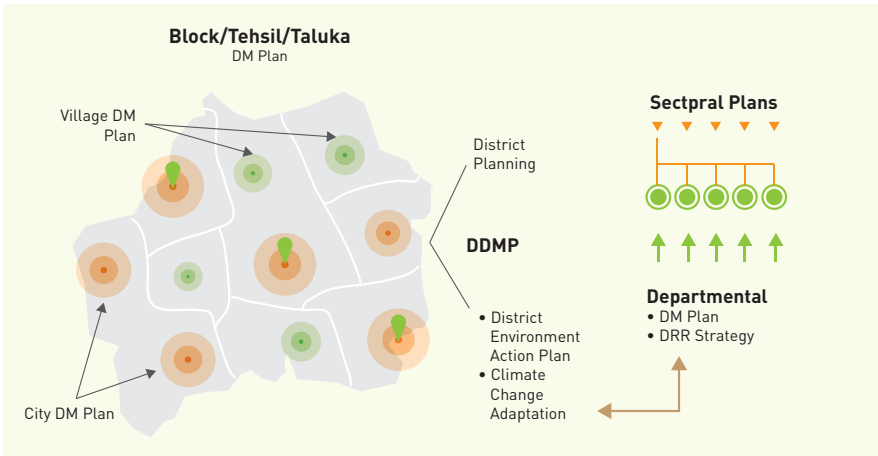 Block/Tehsil/Taluka
DM Plan
Village DM
Plan
City DM Plan
District
Planning
DDMP
• District
Environment
Action Plan
• Climate
Change
Adaptation
Sectpral Plans
Departmental
• DM Plan
• DRR Strategy